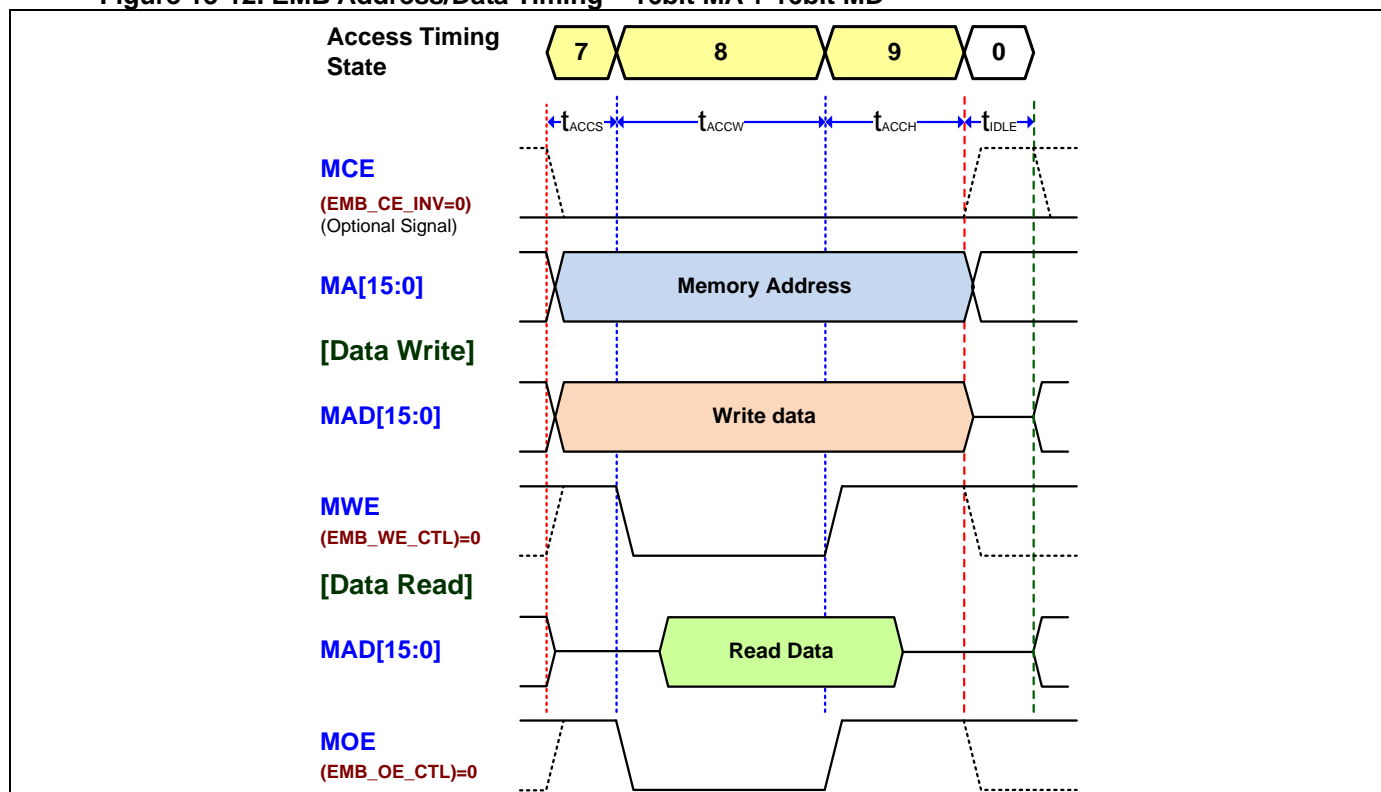 Access Timing
State
7 8 9 0
tACCS tACCW tACCH tIDLE
MCE
(EMB_CE_INV=0)
(Optional Signal)
MA[15:0]
Memory Address
[Data Write]
MAD[15:0]
Write data
MWE
(EMB_WE_CTL)=0
[Data Read]
MAD[15:0]
Read Data
MOE
(EMB_OE_CTL)=0